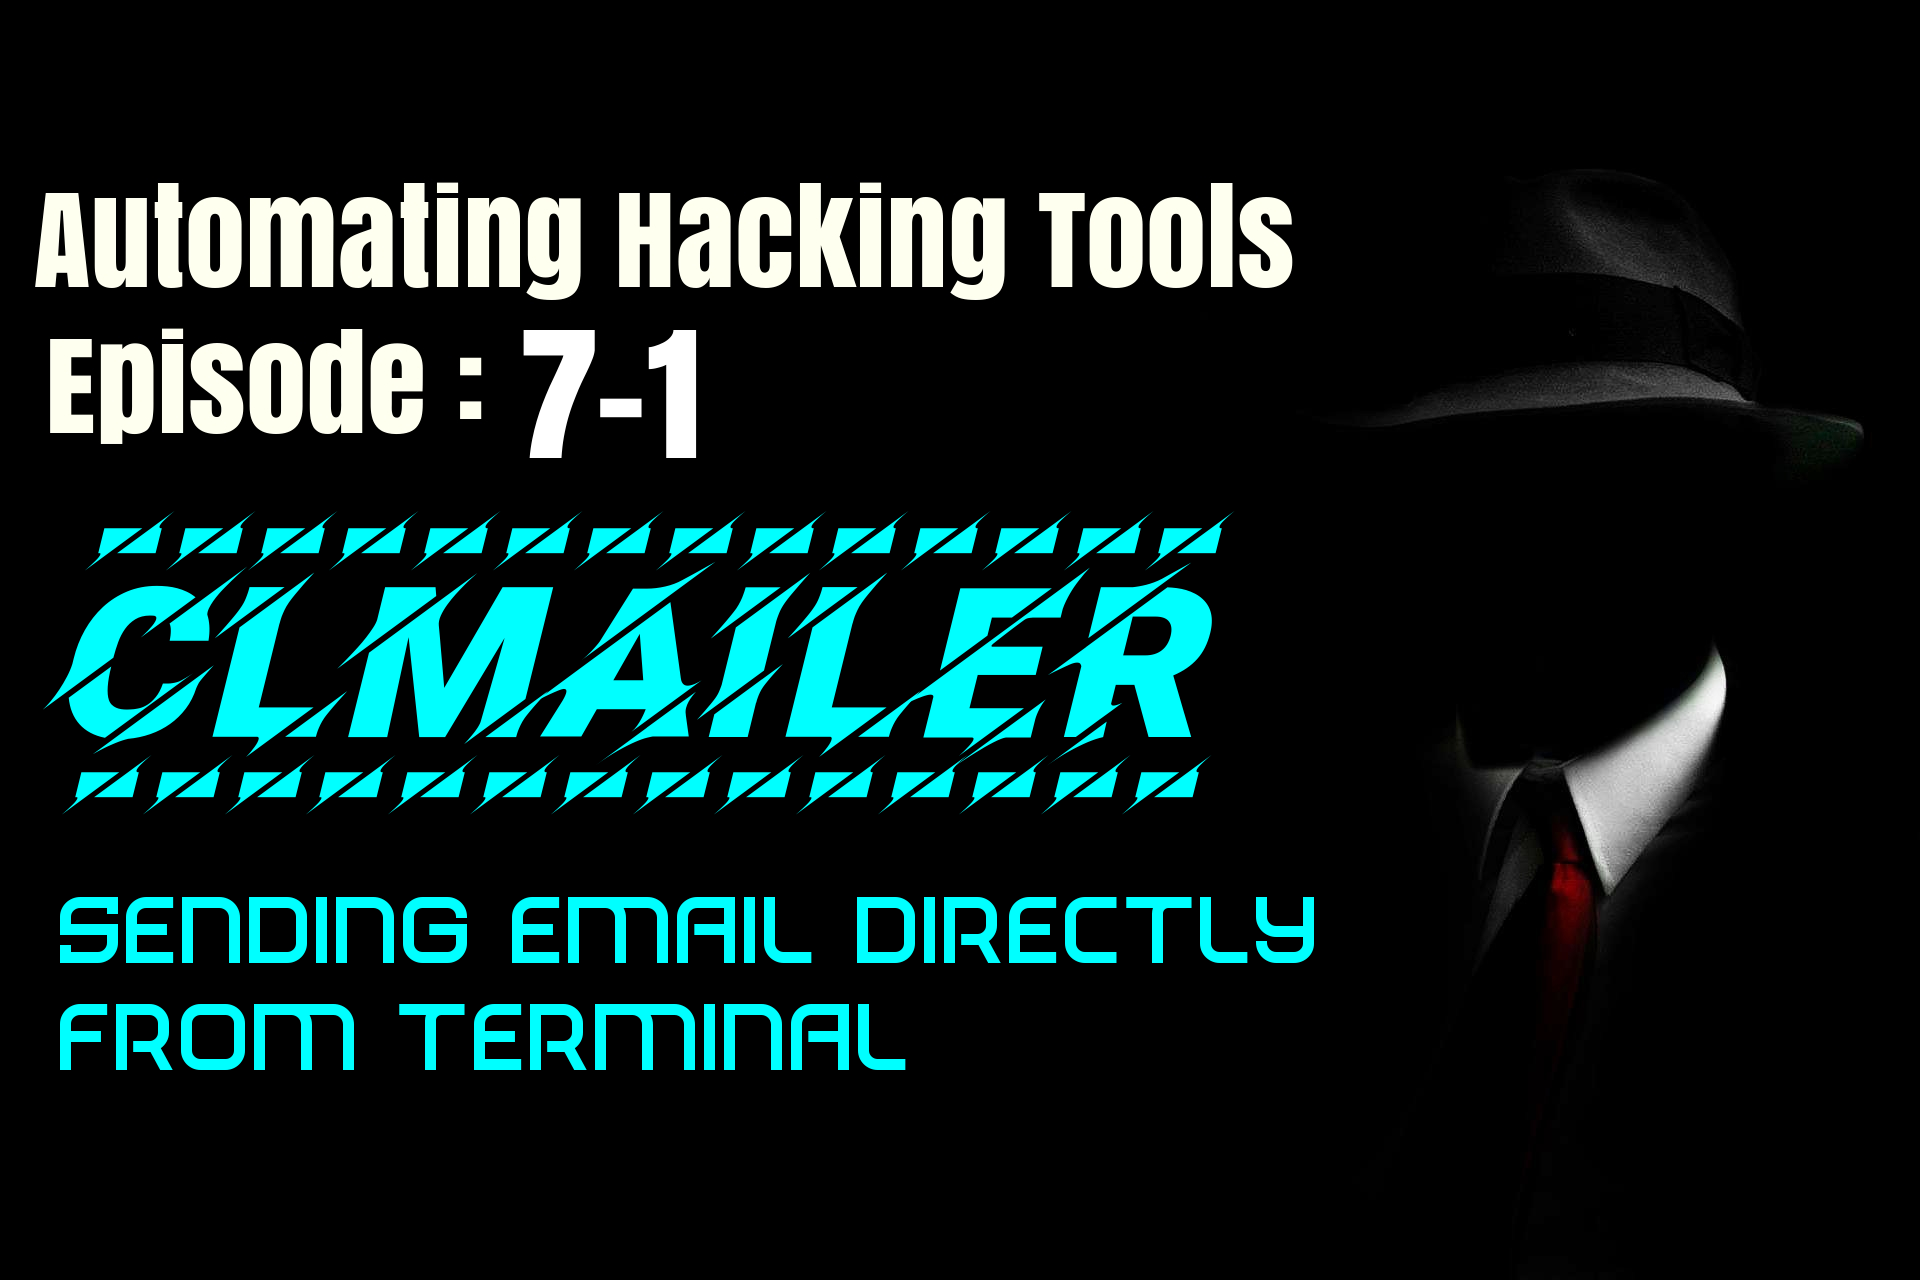 Automating Hacking Tools
Episode : 7-1
CLMAILER
SENDING EMAIL DIRECTLY
FROM TERMINAL